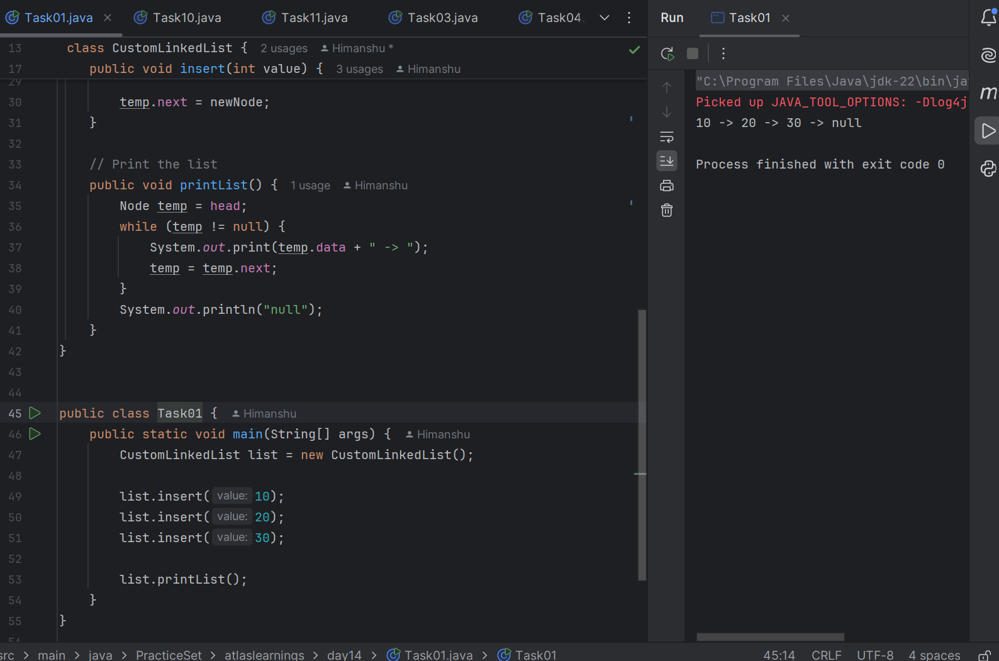 Task01.java
Task10.java
Task11.java
Task03.java
Task04.
Run
Task01
13 class CustomLinkedList { 2 usages Himanshu *
17 public void insert(int value) { 3 usages Himanshu
29
30 temp.next = newNode;
31 }
32
33 // Print the list
34 public void printList() { 1 usage Himanshu
35 Node temp = head;
36 while (temp != null) {
37 System.out.print(temp.data + " -> ");
38 temp = temp.next;
39 }
40 System.out.println("null");
41 }
42 }
43
44
45 public class Task01 { Himanshu
46 public static void main(String[] args) { Himanshu
47 CustomLinkedList list = new CustomLinkedList();
48
49 list.insert( value: 10);
50 list.insert( value: 20);
51 list.insert( value: 30);
52
53 list.printList();
54 }
55 }
56
"C:\Program Files\Java\jdk-22\bin\ja
Picked up JAVA_TOOL_OPTIONS: -Dlog4j
10 -> 20 -> 30 -> null
Process finished with exit code 0
m
src > main > java > PracticeSet > atlaslearnings > day14 > Task01.java > Task01
45:14 CRLF UTF-8 4 spaces